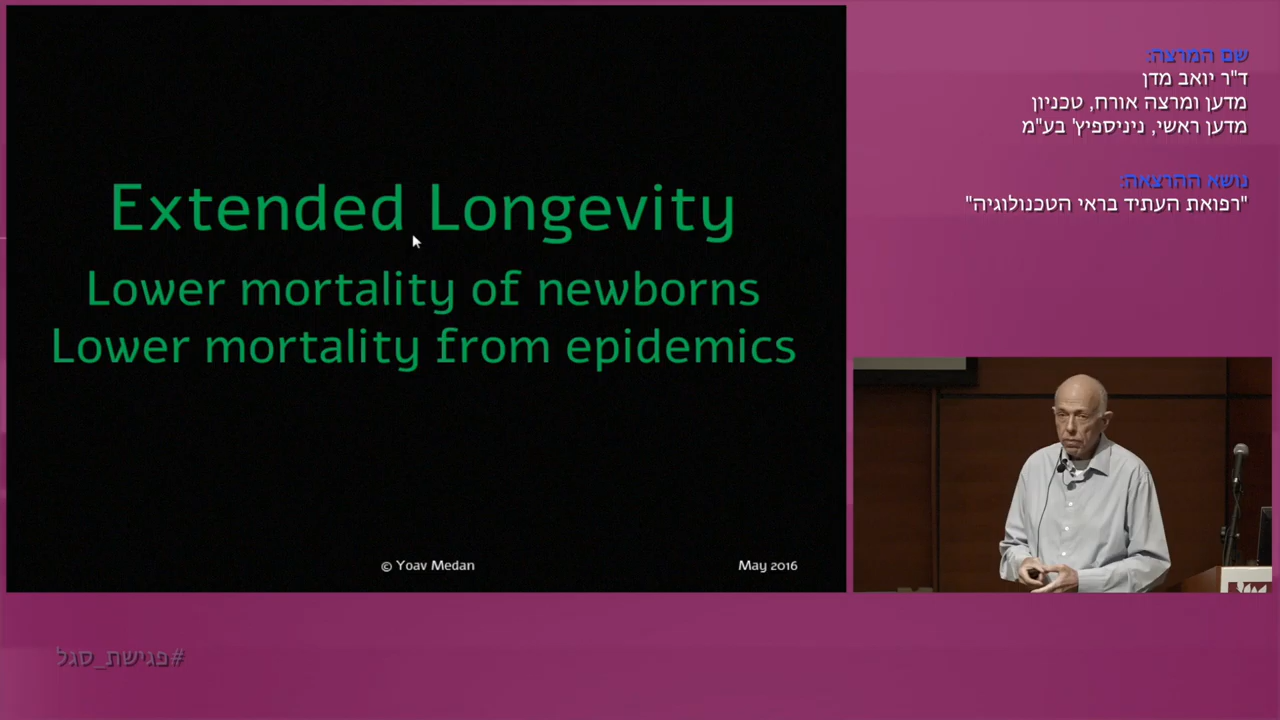 Extended Longevity
Lower mortality of newborns
Lower mortality from epidemics
© Yoav Medan
May 2016
שם המרצה:
ד"ר יואב מדן
מדען ומרצה אורח, טכניון
מדען ראשי, ניניספיץ' בע"מ
נושא ההרצאה:
"רפואת העתיד בראי הטכנולוגיה"
#פגישת_סגל